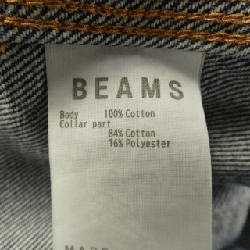 BEAMS
Body 100% Cotton
Collar part
84% Cotton
16% Polyester